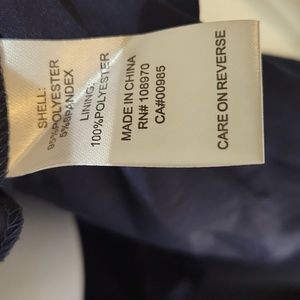 SHELL:
95%POLYESTER
5%SPANDEX
LINING:
100%POLYESTER
MADE IN CHINA
RN# 108970
CA#00985
CARE ON REVERSE